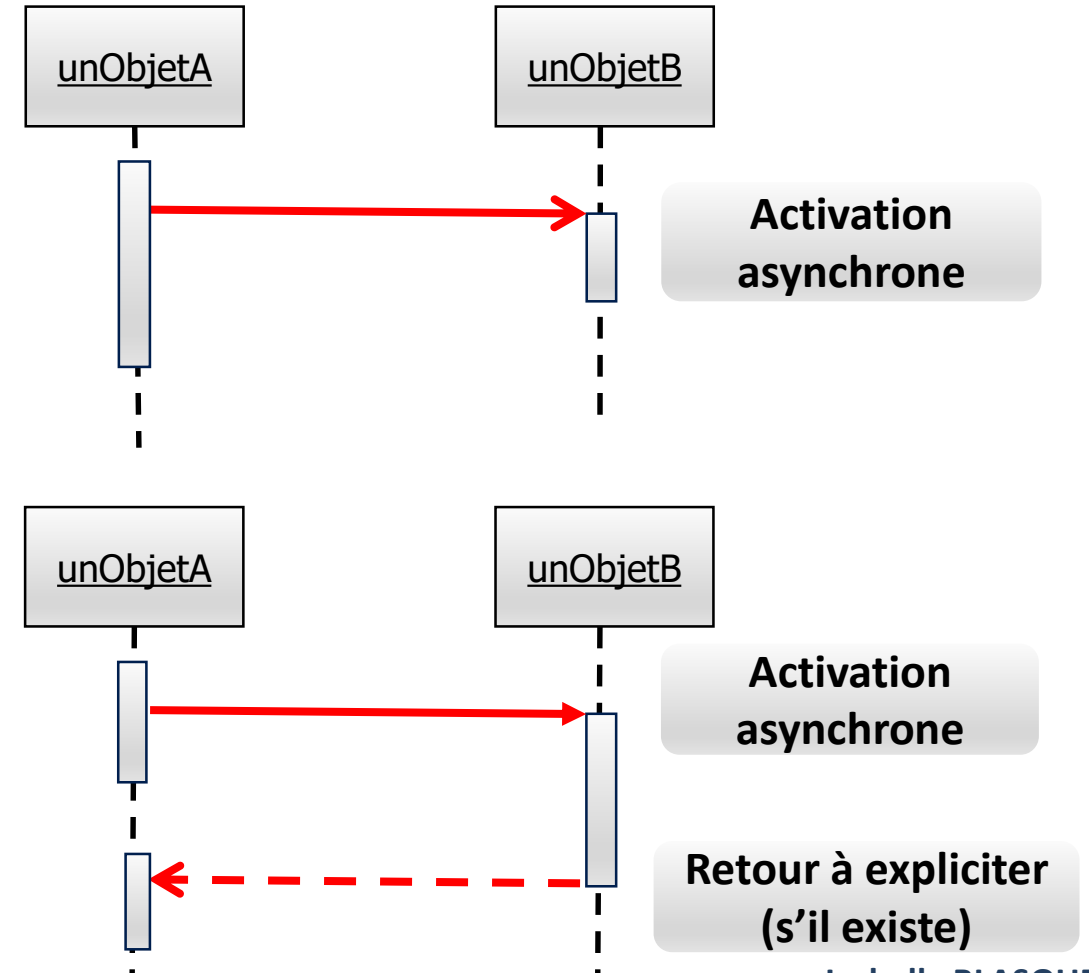 unObjetA
unObjetB
Activation
asynchrone
unObjetA
unObjetB
Activation
asynchrone
Retour à expliciter
(s'il existe)